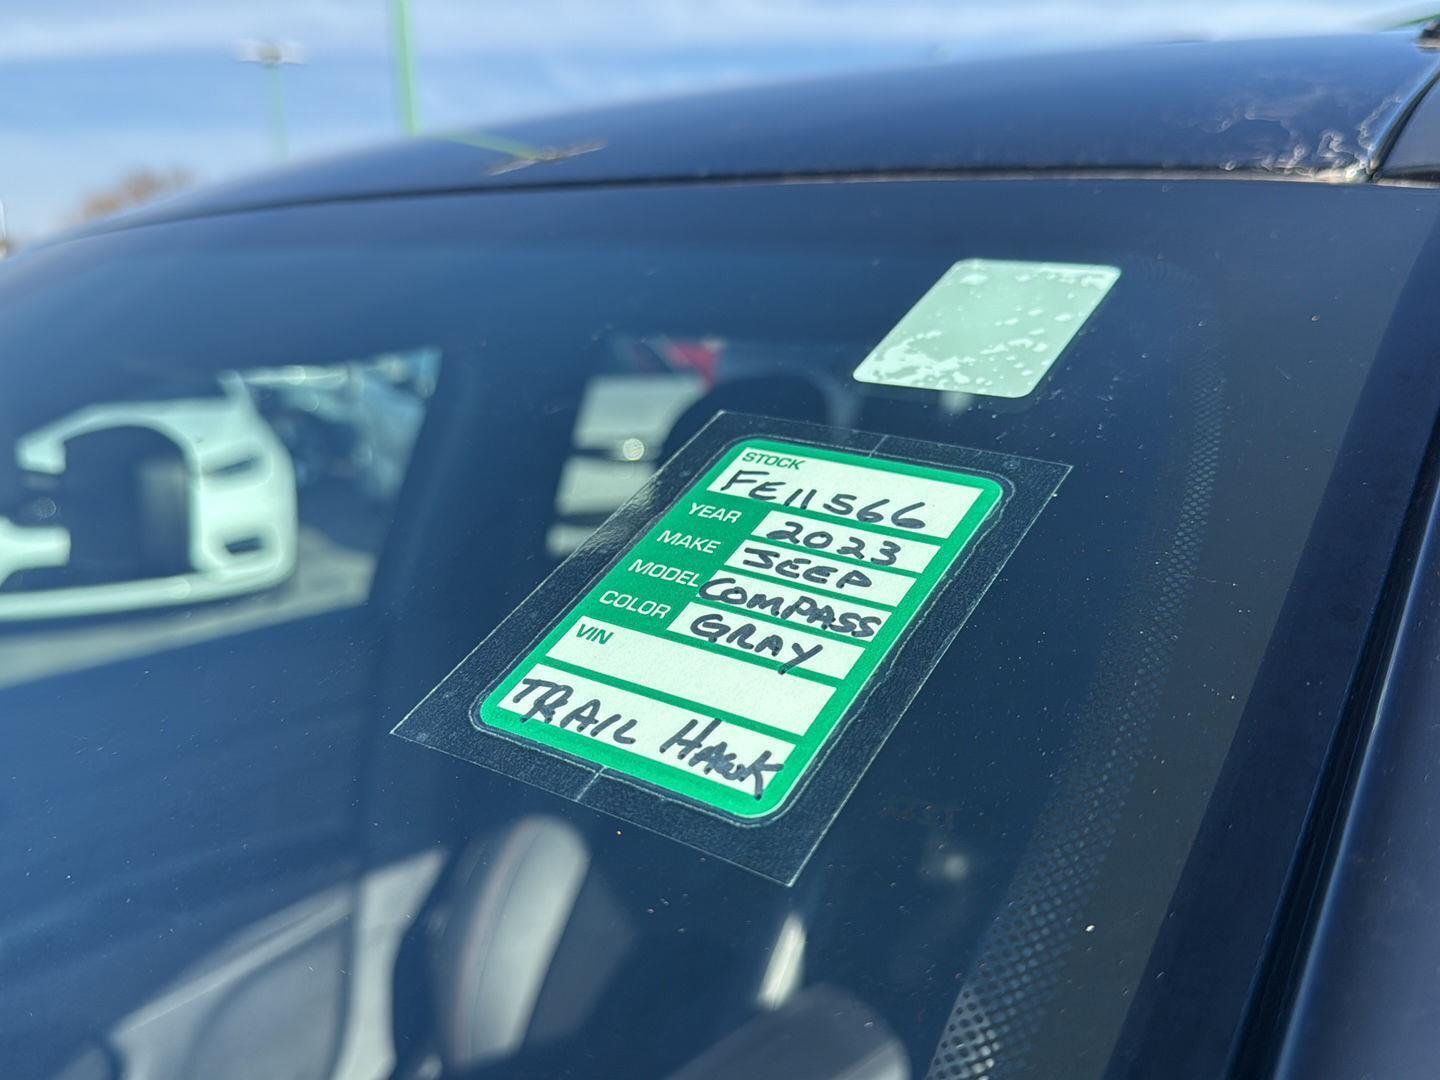 STOCK
FE11566
YEAR 2023
MAKE JEEP
MODEL COMPASS
COLOR GRAY
VIN
TRAIL HAWK